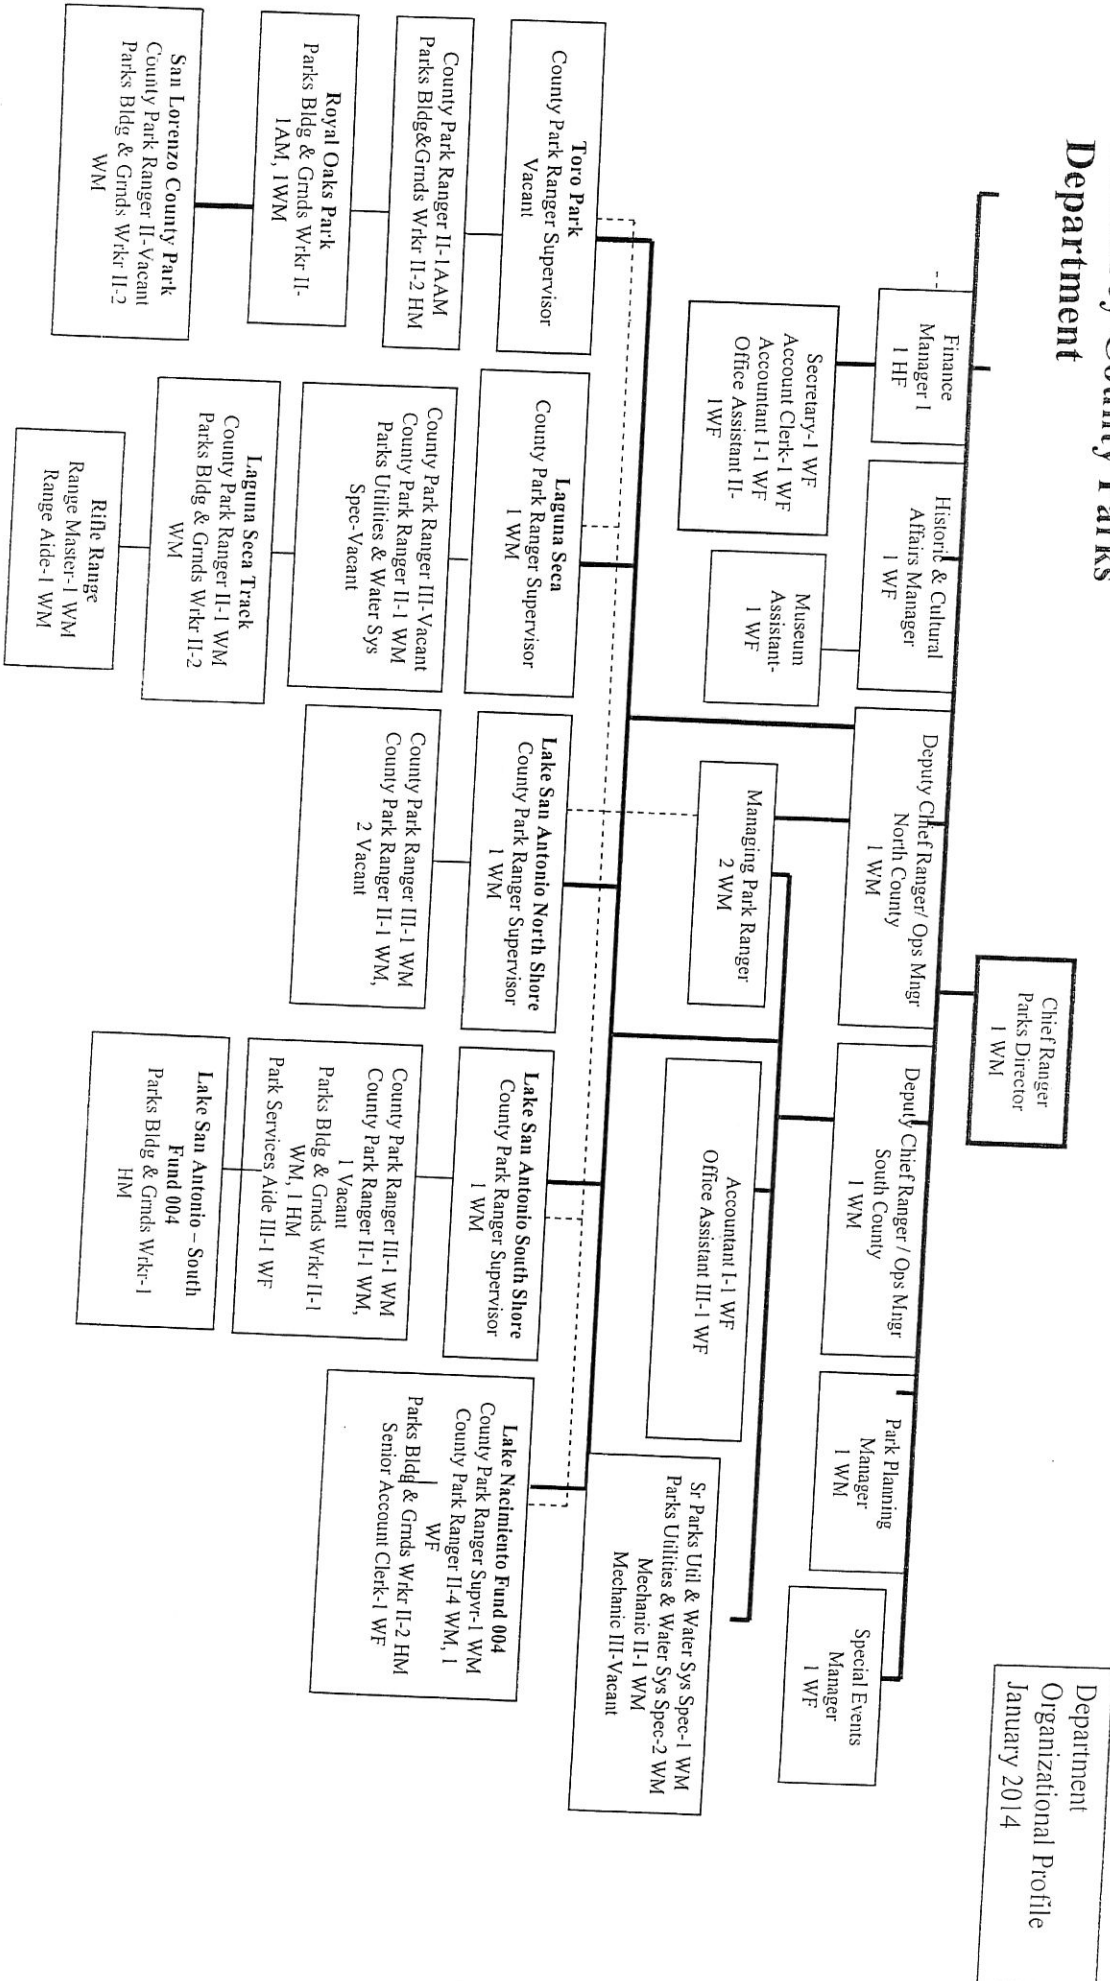 County Parks
Department
Department
Organizational Profile
January 2014
Chief Ranger
Parks Director
1 WM
Finance
Manager I
1 HF
Historic & Cultural
Affairs Manager
1 WF
Deputy Chief Ranger/ Ops Mngr
North County
1 WM
Deputy Chief Ranger / Ops Mngr
South County
1 WM
Park Planning
Manager
1 WM
Special Events
Manager
1 WF
Secretary-1 WF
Account Clerk-1 WF
Accountant I-1 WF
Office Assistant II-
1WF
Museum
Assistant-
1 WF
Managing Park Ranger
2 WM
Accountant I-1 WF
Office Assistant III-1 WF
Sr Parks Util & Water Sys Spec-1 WM
Parks Utilities & Water Sys Spec-2 WM
Mechanic II-1 WM
Mechanic III-Vacant
Toro Park
County Park Ranger Supervisor
Vacant
County Park Ranger II-1AAM
Parks Bldg&Grnds Wrkr II-2 HM
Royal Oaks Park
Parks Bldg & Grnds Wrkr II-
1AM, 1WM
San Lorenzo County Park
County Park Ranger II-Vacant
Parks Bldg & Grnds Wrkr II-2
WM
Laguna Seca
County Park Ranger Supervisor
1 WM
County Park Ranger III-Vacant
County Park Ranger II-1 WM
Parks Utilities & Water Sys
Spec-Vacant
Laguna Seca Track
County Park Ranger II-1 WM
Parks Bldg & Grnds Wrkr II-2
WM
Rifle Range
Range Master-1 WM
Range Aide-1 WM
Lake San Antonio North Shore
County Park Ranger Supervisor
1 WM
County Park Ranger III-1 WM
County Park Ranger II-1 WM,
2 Vacant
Lake San Antonio South Shore
County Park Ranger Supervisor
1 WM
County Park Ranger III-1 WM
County Park Ranger II-1 WM,
1 Vacant
Parks Bldg & Grnds Wrkr II-1
WM, 1 HM
Park Services Aide III-1 WF
Lake San Antonio – South
Fund 004
Parks Bldg & Grnds Wrkr-1
HM
Lake Nacimiento Fund 004
County Park Ranger Supvr-1 WM
County Park Ranger II-4 WM, 1
WF
Parks Bldg & Grnds Wrkr II-2 HM
Senior Account Clerk-1 WF